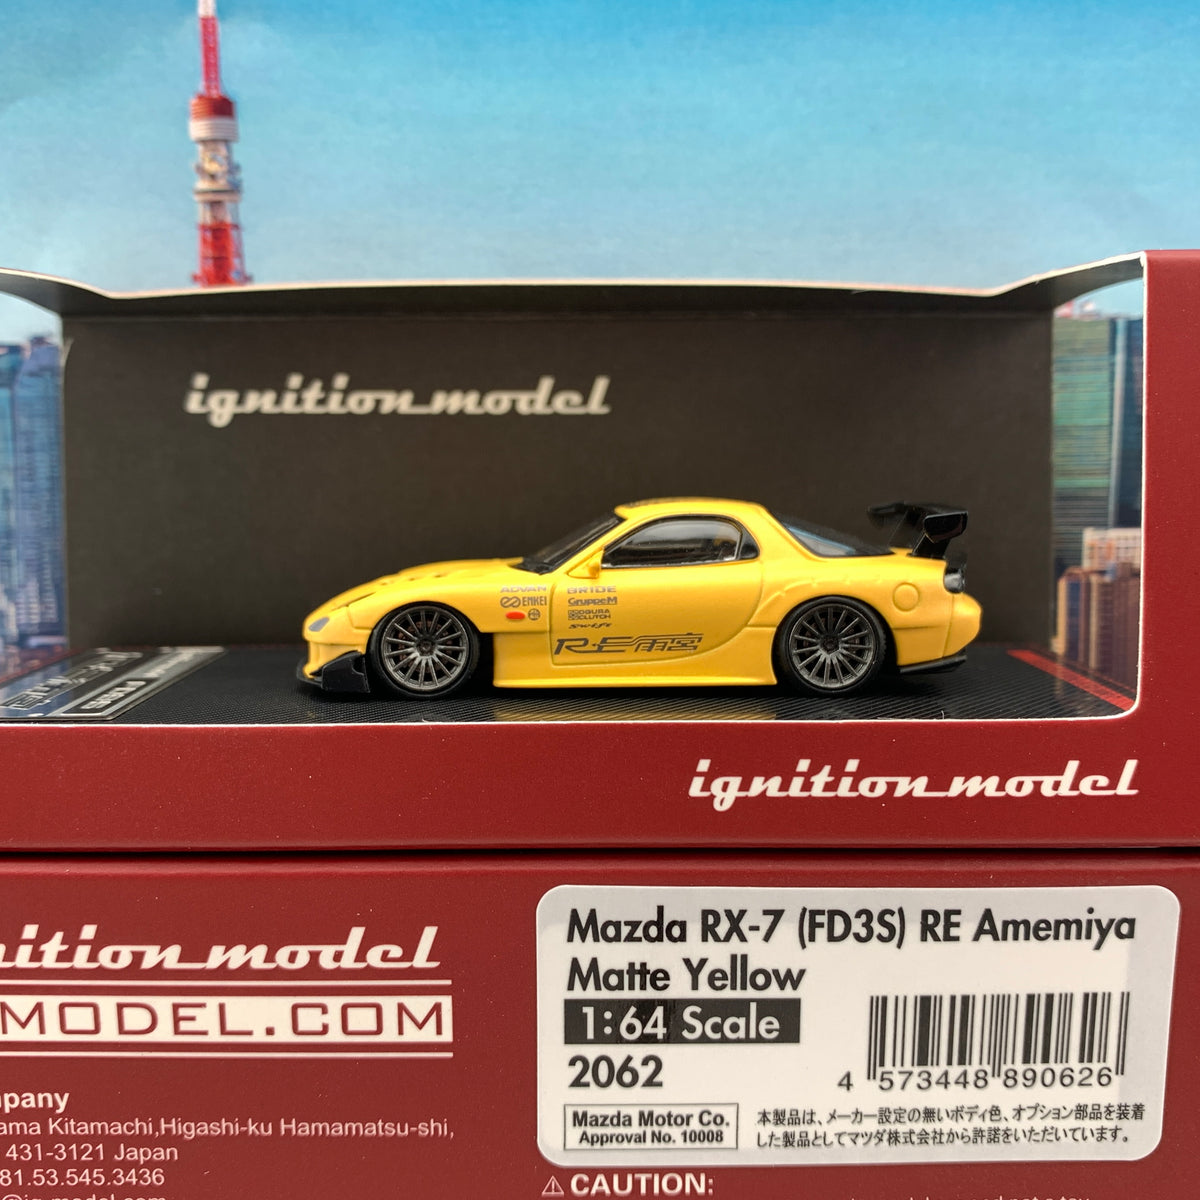 ignition model
ADVAN
ENKEI
BRIDE
GruppeM
OGURA
CLUTCH
Swift
RE雨宮
ignition model
nition model
MODEL.COM
mpany
ama Kitamachi,Higashi-ku Hamamatsu-shi,
431-3121 Japan
81.53.545.3436
Mazda RX-7 (FD3S) RE Amemiya
Matte Yellow
1:64 Scale
2062
4 573448 890626
Mazda Motor Co.
Approval No. 10008
本製品は、メーカー設定の無いボディ色、オプション部品を装着
した製品としてマツダ株式会社から許諾をいただいています。
⚠ CAUTION: